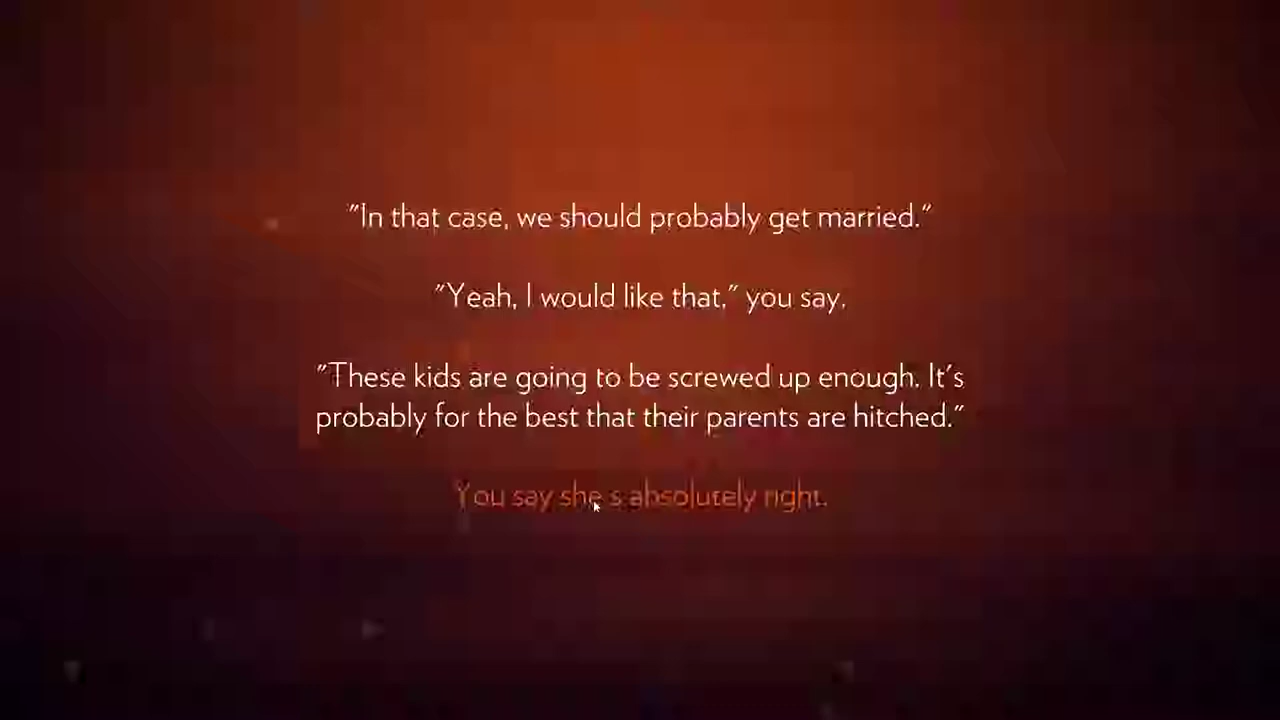 "In that case, we should probably get married."
"Yeah, I would like that," you say.
"These kids are going to be screwed up enough. It's
probably for the best that their parents are hitched."
You say she's absolutely right.